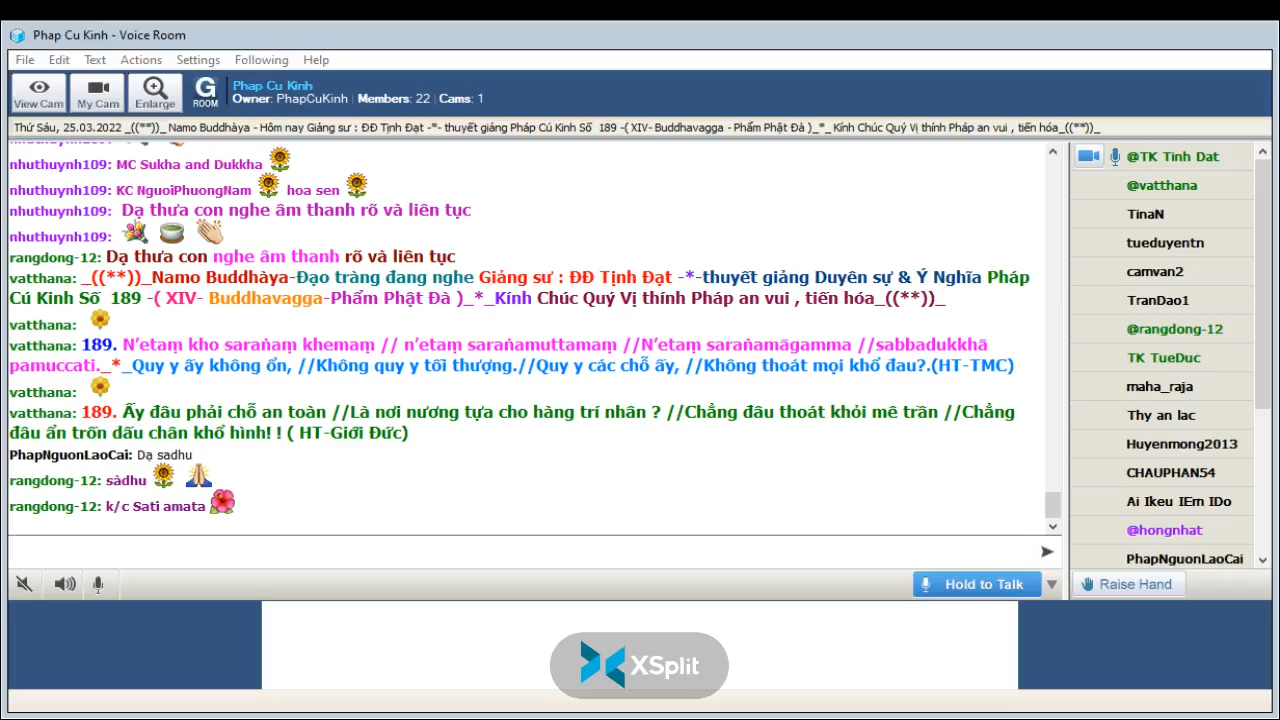 Phap Cu Kinh - Voice Room
File Edit Text Actions Settings Following Help
View Cam My Cam Enlarge G ROOM
Phap Cu Kinh
Owner: PhapCuKinh | Members: 22 | Cams: 1
Thứ Sáu, 25.03.2022 _((**))_ Namo Buddhàya - Hôm nay Giảng sư : ĐĐ Tịnh Đạt -*- thuyết giảng Pháp Cú Kinh Số 189 -( XIV- Buddhavagga - Phẩm Phật Đà )_*_ Kính Chúc Quý Vị thính Pháp an vui , tiến hóa_((**))_
nhuthuynh109: MC Sukha and Dukkha
nhuthuynh109: KC NguoiPhuongNam hoa sen
nhuthuynh109: Dạ thưa con nghe âm thanh rõ và liên tục
nhuthuynh109:
rangdong-12: Dạ thưa con nghe âm thanh rõ và liên tục
vatthana: _((**))_Namo Buddhàya-Đạo tràng đang nghe Giảng sư : ĐĐ Tịnh Đạt -*-thuyết giảng Duyên sự & Ý Nghĩa Pháp
Cú Kinh Số 189 -( XIV- Buddhavagga-Phẩm Phật Đà )_*_Kính Chúc Quý Vị thính Pháp an vui , tiến hóa_((**))_
vatthana:
vatthana: 189. N’etaṃ kho saraṅaṃ khemaṃ // n’etaṃ saraṅamuttamaṃ //N’etaṃ saraṅamāgamma //sabbadukkhā
pamuccati._*_Quy y ấy không ổn, //Không quy y tối thượng.//Quy y các chỗ ấy, //Không thoát mọi khổ đau?.(HT-TMC)
vatthana:
vatthana: 189. Ấy đâu phải chỗ an toàn //Là nơi nương tựa cho hàng trí nhân ? //Chẳng đâu thoát khỏi mê trần //Chẳng
đâu ẩn trốn dấu chân khổ hình! ! ( HT-Giới Đức)
PhapNguonLaoCai: Dạ sadhu
rangdong-12: sàdhu
rangdong-12: k/c Sati amata
@TK Tinh Dat
@vatthana
TinaN
tueduyentn
camvan2
TranDao1
@rangdong-12
TK TueDuc
maha_raja
Thy an lac
Huyenmong2013
CHAUPHAN54
Ai lkeu IEm IDo
@hongnhat
PhapNguonLaoCai
Hold to Talk
Raise Hand
XSplit